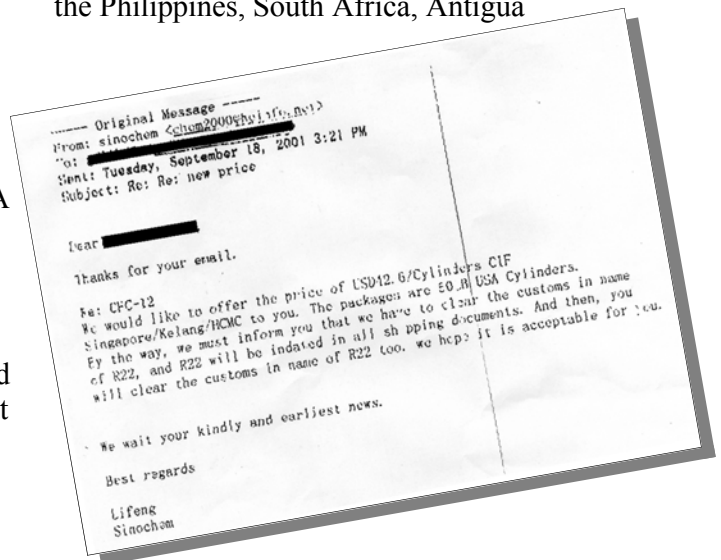 the Philippines, South Africa, Antigua
A
d
t
----- Original Message -----
From: sinochem
To:
Sent: Tuesday, September 18, 2001 3:21 PM
Subject: Re: Re: new price
Dear
Thanks for your email.
Re: CFC-12
We would like to offer the price of USD42.6/Cylinders CIF
Singapore/Kelang/HCMC to you. The packages are USA Cylinders.
By the way, we must inform you that we have to clear the customs in name
of R22, and R22 will be indated in all sh pping documents. And then, you
will clear the customs in name of R22 too. we hope it is acceptable for you.
We wait your kindly and earliest news.
Best regards
Lifeng
Sinochem